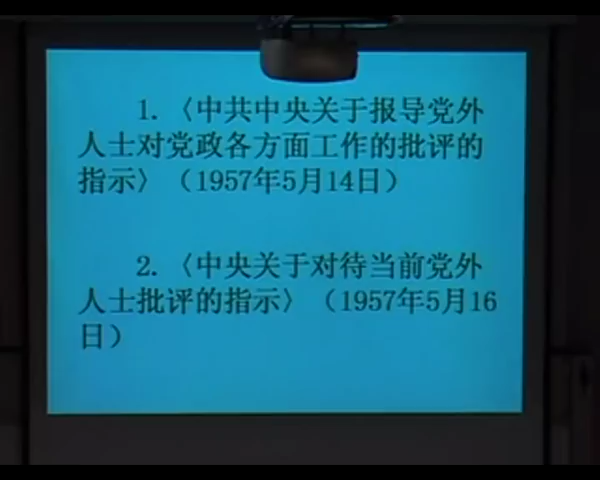 1.〈中共中央关于报导党外
人士对党政各方面工作的批评的
指示〉（1957年5月14日）
2.〈中央关于对待当前党外
人士批评的指示〉（1957年5月16
日）